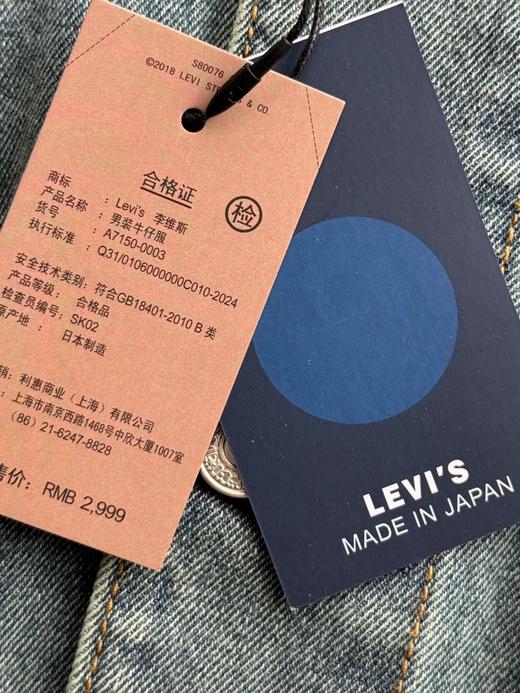 S80076
©2018 LEVI STRAUSS & CO.
合格证
检
商标 : Levi's 李维斯
产品名称 : 男装牛仔服
货号 : A7150-0003
执行标准 : Q31/0106000000C010-2024
安全技术类别: 符合GB18401-2010 B 类
产品等级: 合格品
检查员编号: SK02
原产地: 日本制造
销: 利惠商业（上海）有限公司
: 上海市南京西路1468号中欣大厦1007室
(86) 21-6247-8828
售价: RMB 2,999
LEVI'S
MADE IN JAPAN